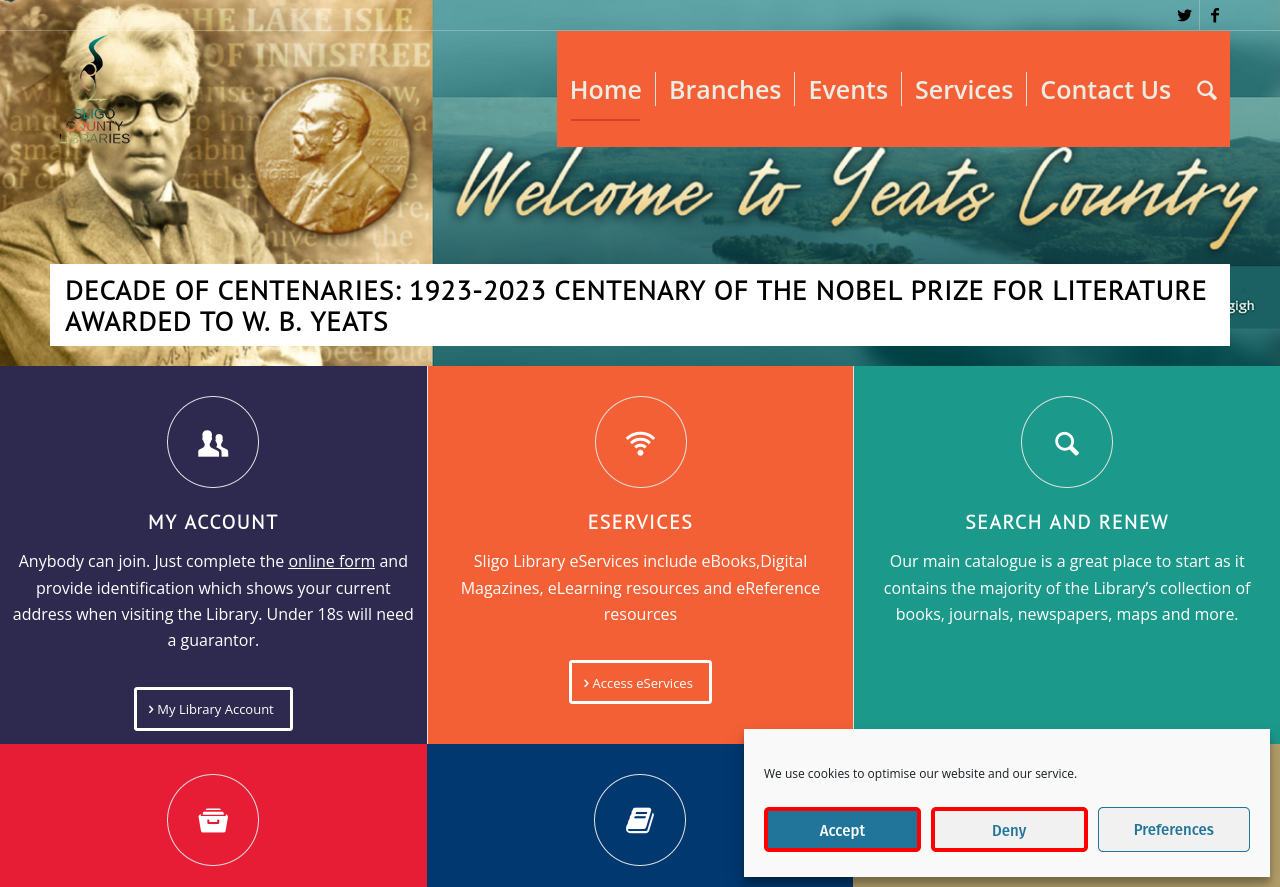 THE LAKE ISLE
OF INNISFREE
SLIGO
COUNTY
LIBRARIES
NOBEL
Home
Branches
Events
Services
Contact Us
Welcome to Yeats Country
DECADE OF CENTENARIES: 1923-2023 CENTENARY OF THE NOBEL PRIZE FOR LITERATURE
AWARDED TO W. B. YEATS
MY ACCOUNT
Anybody can join. Just complete the online form and
provide identification which shows your current
address when visiting the Library. Under 18s will need
a guarantor.
My Library Account
ESERVICES
Sligo Library eServices include eBooks,Digital
Magazines, eLearning resources and eReference
resources
Access eServices
SEARCH AND RENEW
Our main catalogue is a great place to start as it
contains the majority of the Library's collection of
books, journals, newspapers, maps and more.
We use cookies to optimise our website and our service.
Accept
Deny
Preferences